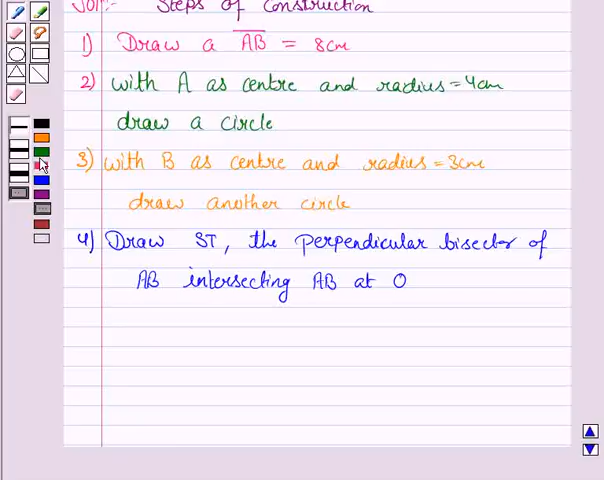 Sol:- Steps of Construction
1) Draw a AB = 8cm
2) with A as centre and radius = 4cm
draw a circle
3) with B as centre and radius = 3cm
draw another circle
4) Draw ST, the perpendicular bisector of
AB intersecting AB at O